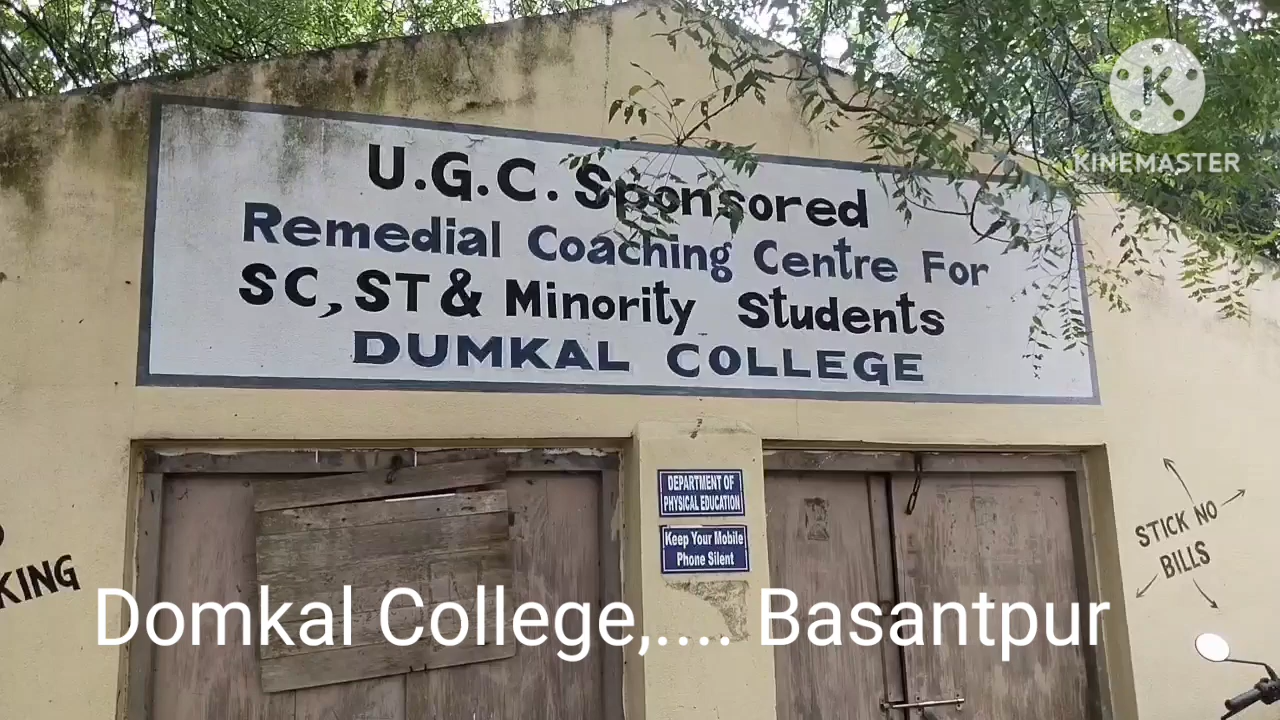 K
KINEMASTER
U.G.C. Sponsored
Remedial Coaching Centre For
SC, ST & Minority Students
DUMKAL COLLEGE
DEPARTMENT OF
PHYSICAL EDUCATION
Keep Your Mobile
Phone Silent
STICK NO
BILLS
Domkal College,.... Basantpur